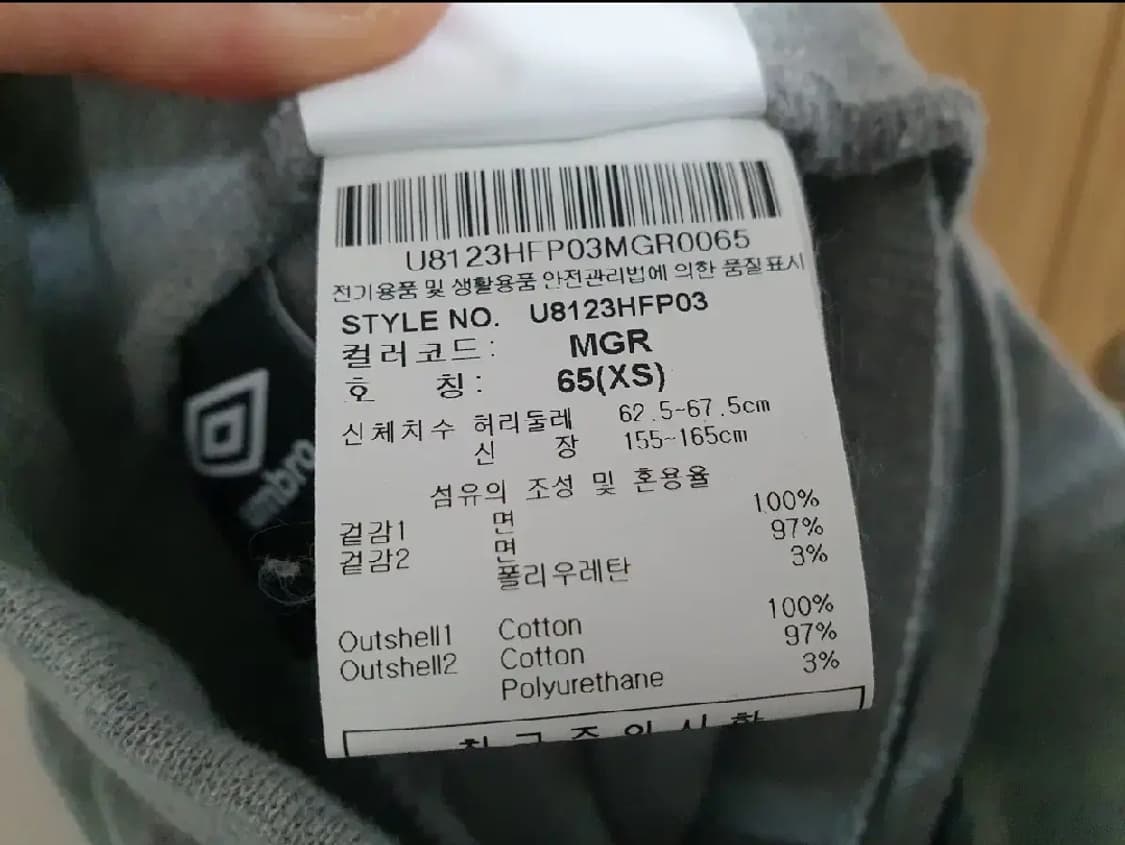 U8123HFP03MGR0065
전기용품 및 생활용품 안전관리법에 의한 품질표시
STYLE NO. U8123HFP03
컬러코드: MGR
호 칭: 65(XS)
신체치수 허리둘레 62.5~67.5cm
신 장 155~165cm
섬유의 조성 및 혼용율
겉감1 면 100%
겉감2 면 97%
폴리우레탄 3%
Outshell1 Cotton 100%
Outshell2 Cotton 97%
Polyurethane 3%
umbro